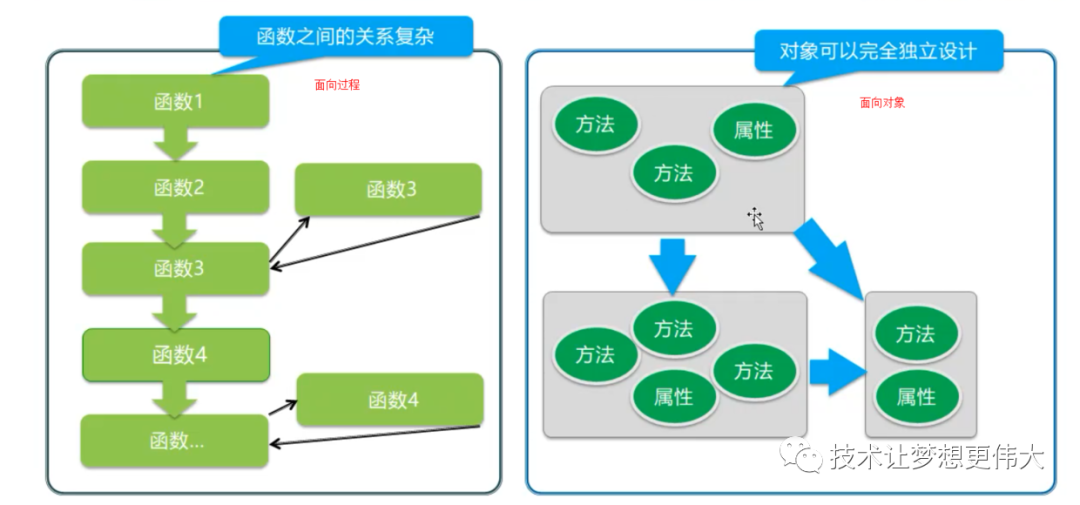 函数之间的关系复杂
面向过程
函数1
函数2
函数3
函数3
函数4
函数4
函数...
对象可以完全独立设计
面向对象
方法
属性
方法
方法
方法
方法
属性
方法
属性
技术让梦想更伟大